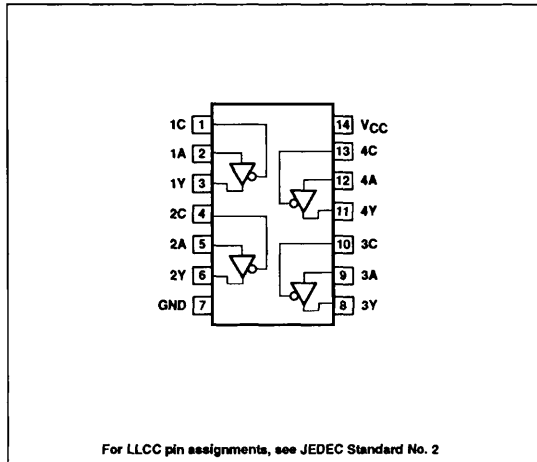 1C 1 14 VCC
1A 2 13 4C
1Y 3 12 4A
2C 4 11 4Y
2A 5 10 3C
2Y 6 9 3A
GND 7 8 3Y
For LLCC pin assignments, see JEDEC Standard No. 2